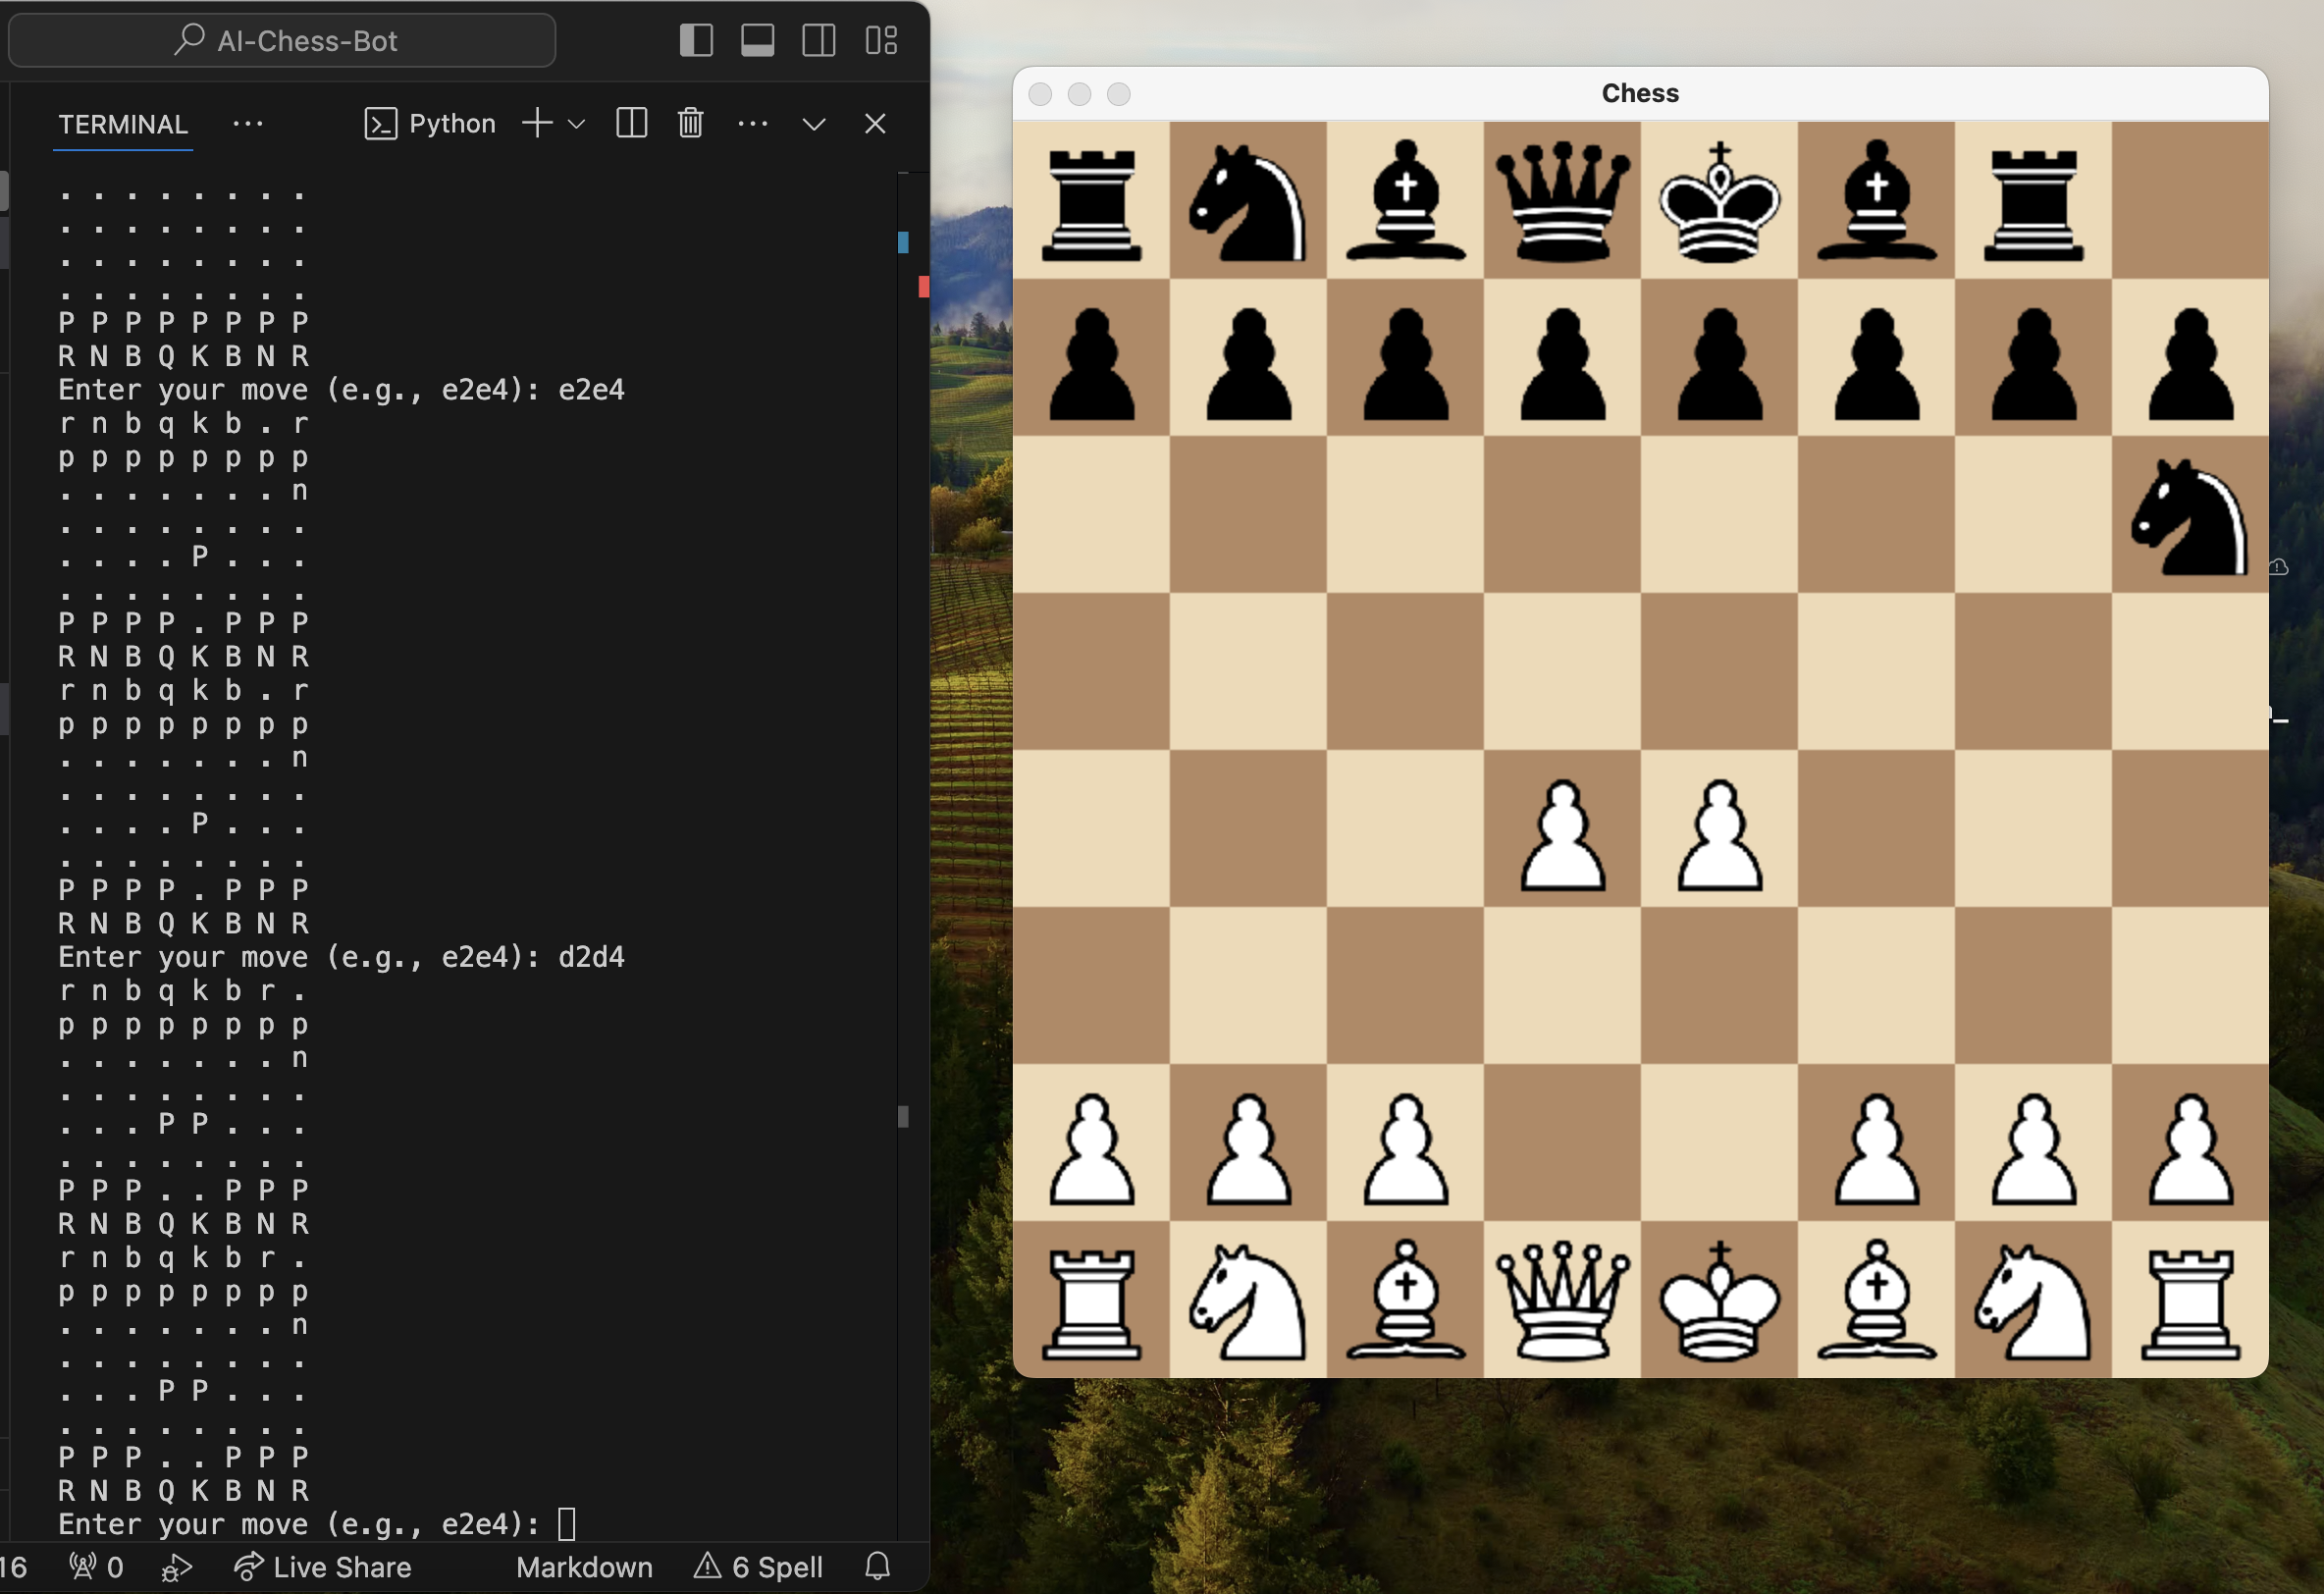 AI-Chess-Bot
TERMINAL ··· Python
. . . . . . . .
. . . . . . . .
. . . . . . . .
. . . . . . . .
P P P P P P P P
R N B Q K B N R
Enter your move (e.g., e2e4): e2e4
r n b q k b . r
p p p p p p p p
. . . . . . . n
. . . . . . . .
. . . . P . . .
. . . . . . . .
P P P P . P P P
R N B Q K B N R
r n b q k b . r
p p p p p p p p
. . . . . . . n
. . . . . . . .
. . . . P . . .
. . . . . . . .
P P P P . P P P
R N B Q K B N R
Enter your move (e.g., e2e4): d2d4
r n b q k b r .
p p p p p p p p
. . . . . . . n
. . . . . . . .
. . . P P . . .
. . . . . . . .
P P P . . P P P
R N B Q K B N R
r n b q k b r .
p p p p p p p p
. . . . . . . n
. . . . . . . .
. . . P P . . .
. . . . . . . .
P P P . . P P P
R N B Q K B N R
Enter your move (e.g., e2e4):
16 0 Live Share Markdown 6 Spell
Chess